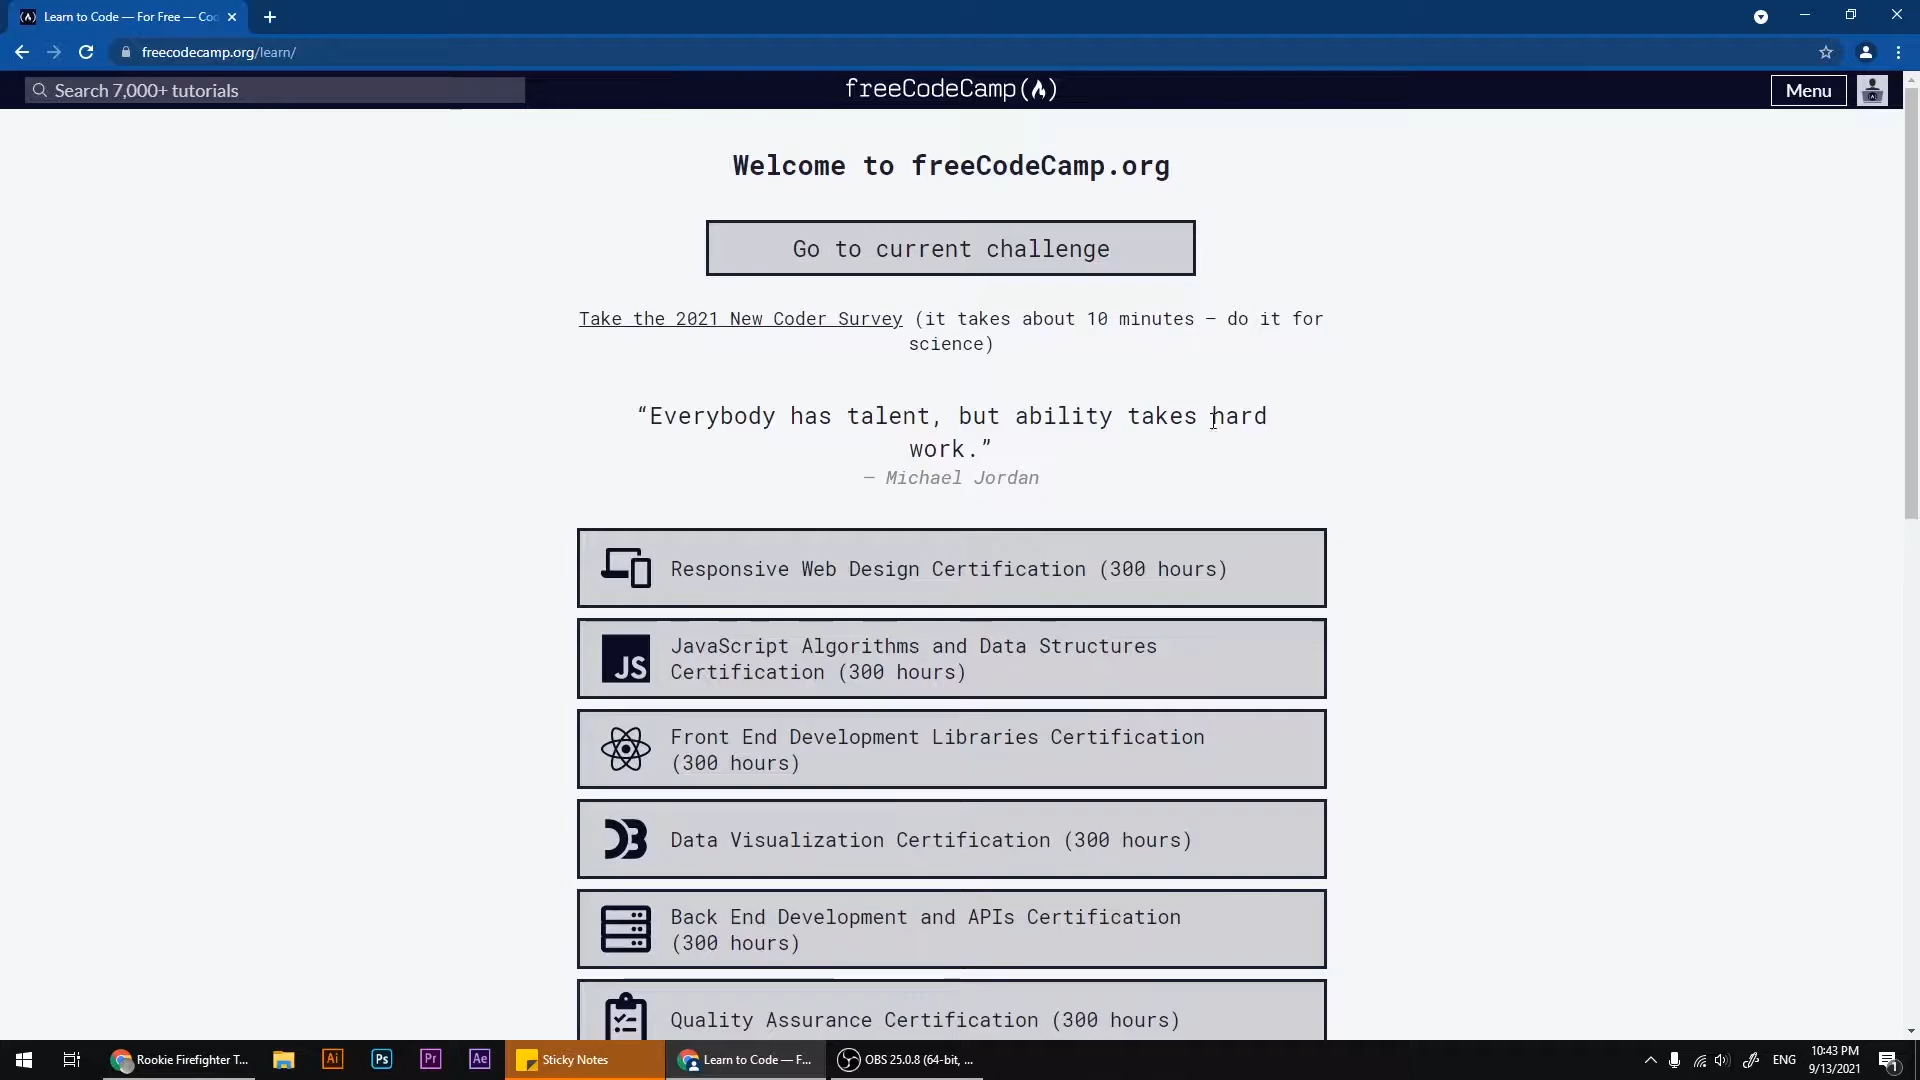 Learn to Code — For Free — Co
freecodecamp.org/learn/
Search 7,000+ tutorials
freeCodeCamp(🔥)
Menu
Welcome to freeCodeCamp.org
Go to current challenge
Take the 2021 New Coder Survey (it takes about 10 minutes – do it for
science)
“Everybody has talent, but ability takes hard
work.”
— Michael Jordan
Responsive Web Design Certification (300 hours)
JS
JavaScript Algorithms and Data Structures
Certification (300 hours)
Front End Development Libraries Certification
(300 hours)
Data Visualization Certification (300 hours)
Back End Development and APIs Certification
(300 hours)
Quality Assurance Certification (300 hours)
Rookie Firefighter T...
Ai
Ps
Pr
Ae
Sticky Notes
Learn to Code — F...
OBS 25.0.8 (64-bit, ...
ENG
10:43 PM
9/13/2021
1